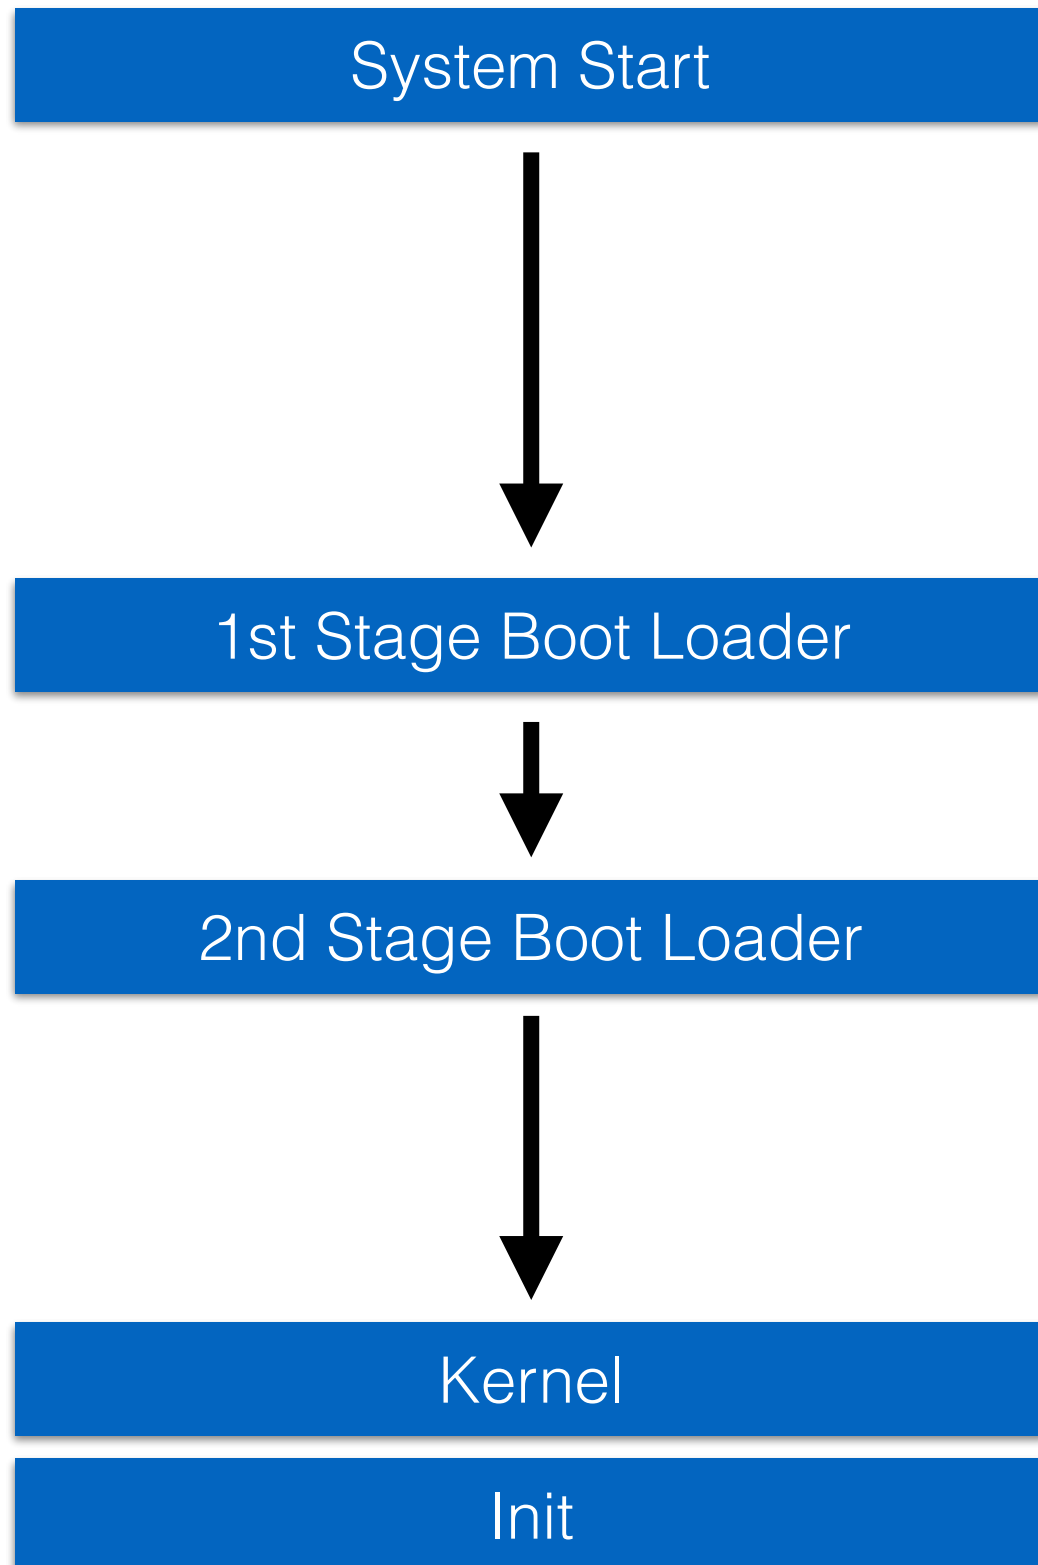 System Start
1st Stage Boot Loader
2nd Stage Boot Loader
Kernel
Init